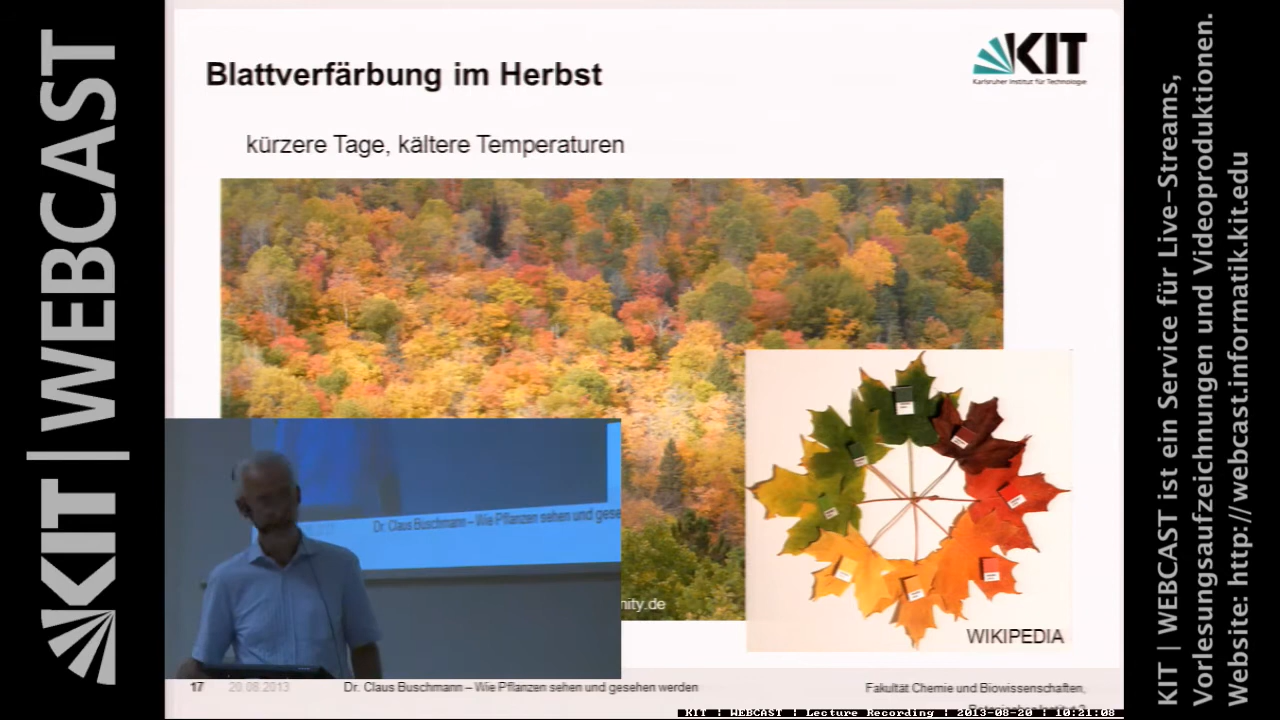 KIT | WEBCAST
Blattverfärbung im Herbst
KIT
Karlsruher Institut für Technologie
kürzere Tage, kältere Temperaturen
Dr. Claus Buschmann – Wie Pflanzen sehen und gese
nity.de
WIKIPEDIA
17
20.08.2013
Dr. Claus Buschmann – Wie Pflanzen sehen und gesehen werden
Fakultät Chemie und Biowissenschaften,
KIT : WEBCAST : Lecture Recording : 2013-08-20 : 10:21:08
KIT | WEBCAST ist ein Service für Live-Streams,
Vorlesungsaufzeichnungen und Videoproduktionen.
Website: http://webcast.informatik.kit.edu